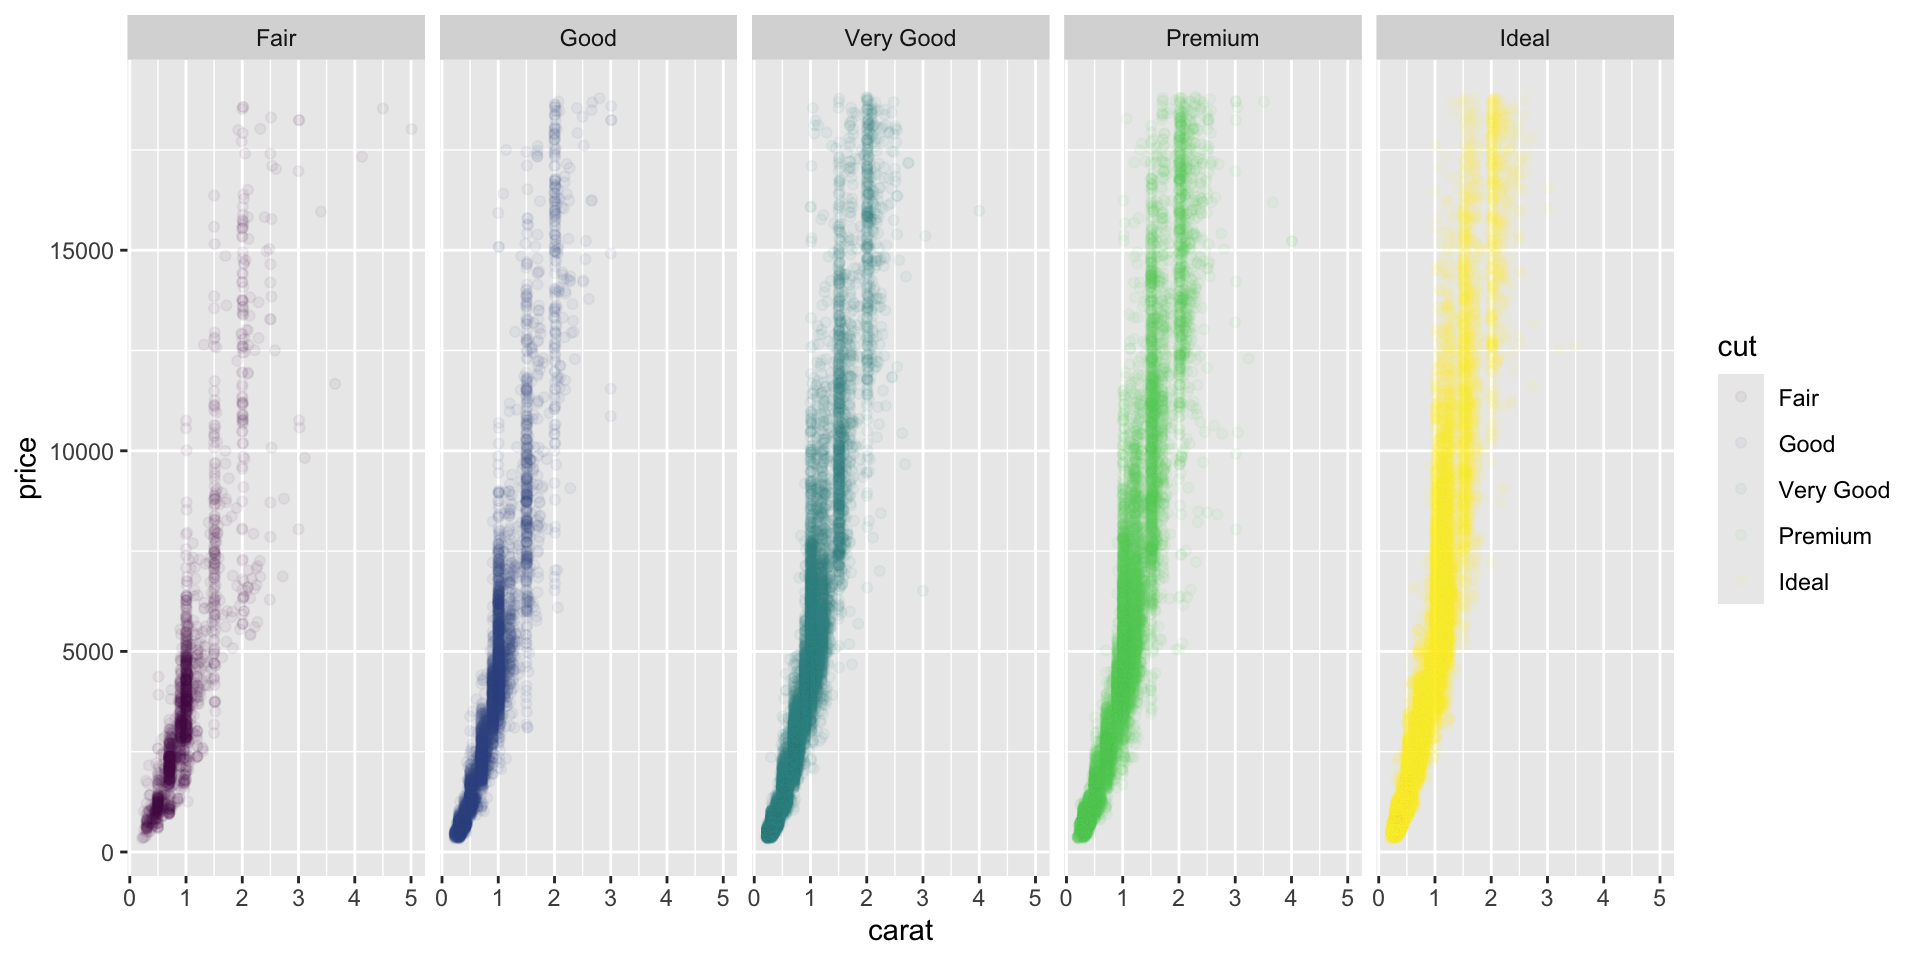 Fair Good Very Good Premium Ideal
15000
10000
5000
0
price
0 1 2 3 4 5 0 1 2 3 4 5 0 1 2 3 4 5 0 1 2 3 4 5 0 1 2 3 4 5
carat
cut
Fair
Good
Very Good
Premium
Ideal